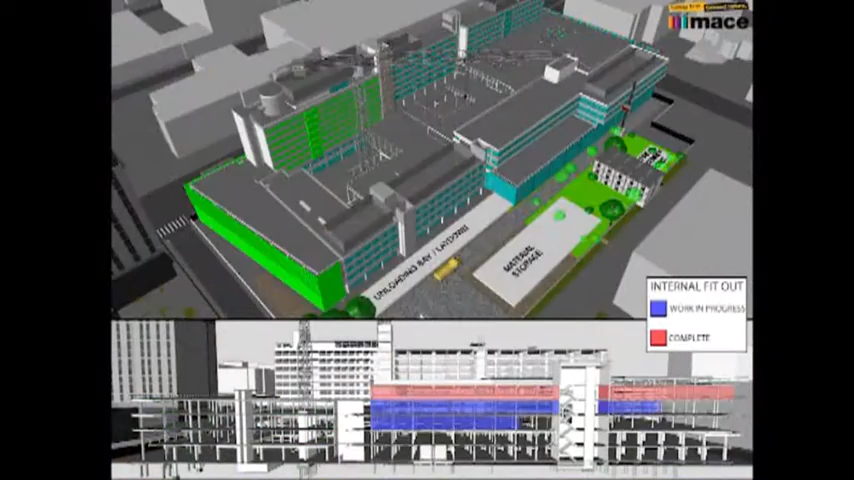 mace
UNLOADING BAY / LAYDOWN
MATERIAL
STORAGE
INTERNAL FIT OUT
WORK IN PROGRESS
COMPLETE